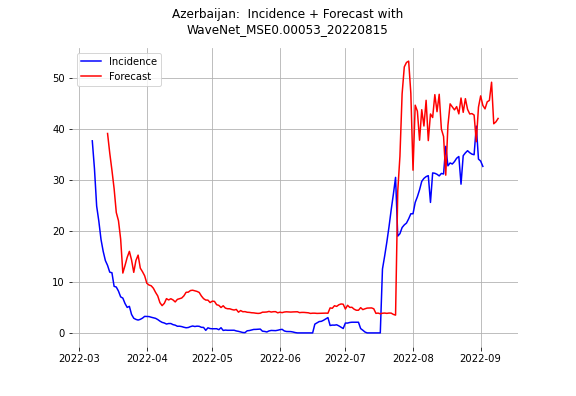 Azerbaijan:  Incidence + Forecast with
WaveNet_MSE0.00053_20220815
Incidence
Forecast
50
40
30
20
10
0
2022-03 2022-04 2022-05 2022-06 2022-07 2022-08 2022-09